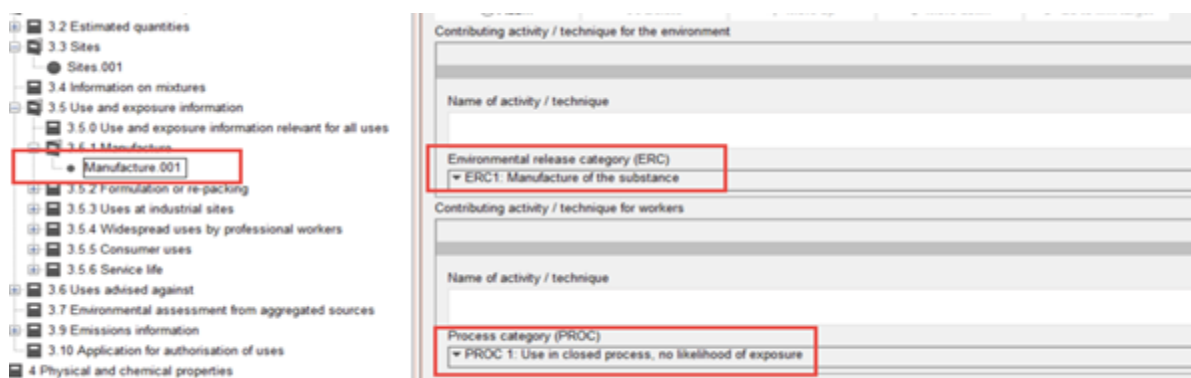 3.2 Estimated quantities
3.3 Sites
Sites.001
3.4 Information on mixtures
3.5 Use and exposure information
3.5.0 Use and exposure information relevant for all uses
3.5.1 Manufacture
Manufacture.001
3.5.2 Formulation or re-packing
3.5.3 Uses at industrial sites
3.5.4 Widespread uses by professional workers
3.5.5 Consumer uses
3.5.6 Service life
3.6 Uses advised against
3.7 Environmental assessment from aggregated sources
3.9 Emissions information
3.10 Application for authorisation of uses
4 Physical and chemical properties
Contributing activity / technique for the environment
Name of activity / technique
Environmental release category (ERC)
ERC1: Manufacture of the substance
Contributing activity / technique for workers
Name of activity / technique
Process category (PROC)
PROC 1: Use in closed process, no likelihood of exposure